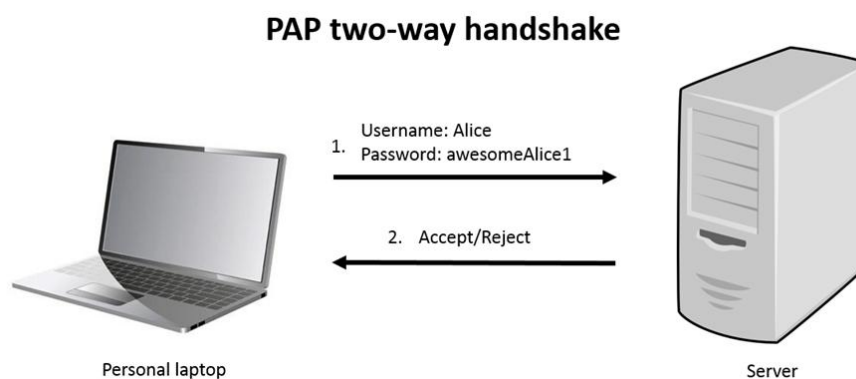 PAP two-way handshake
1.
Username: Alice
Password: awesomeAlice1
2. Accept/Reject
Personal laptop
Server